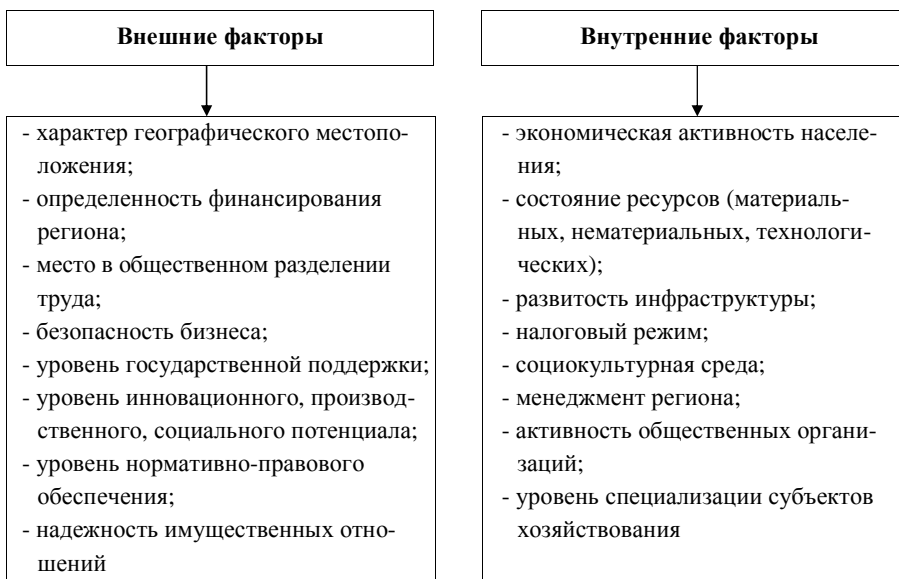 Внешние факторы
- характер географического местопо-
ложения;
- определенность финансирования
региона;
- место в общественном разделении
труда;
- безопасность бизнеса;
- уровень государственной поддержки;
- уровень инновационного, производ-
ственного, социального потенциала;
- уровень нормативно-правового
обеспечения;
- надежность имущественных отно-
шений
Внутренние факторы
- экономическая активность населе-
ния;
- состояние ресурсов (материаль-
ных, нематериальных, технологи-
ческих);
- развитость инфраструктуры;
- налоговый режим;
- социокультурная среда;
- менеджмент региона;
- активность общественных органи-
заций;
- уровень специализации субъектов
хозяйствования